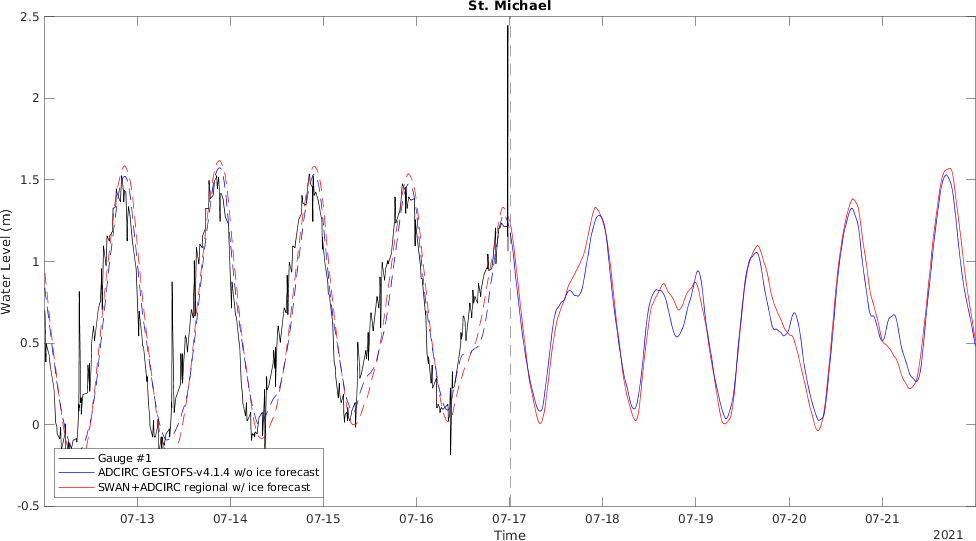 St. Michael
2.5
2
1.5
1
0.5
0
-0.5
Water Level (m)
Gauge #1
ADCIRC GESTOFS-v4.1.4 w/o ice forecast
SWAN+ADCIRC regional w/ ice forecast
07-13 07-14 07-15 07-16 07-17 07-18 07-19 07-20 07-21
Time
2021